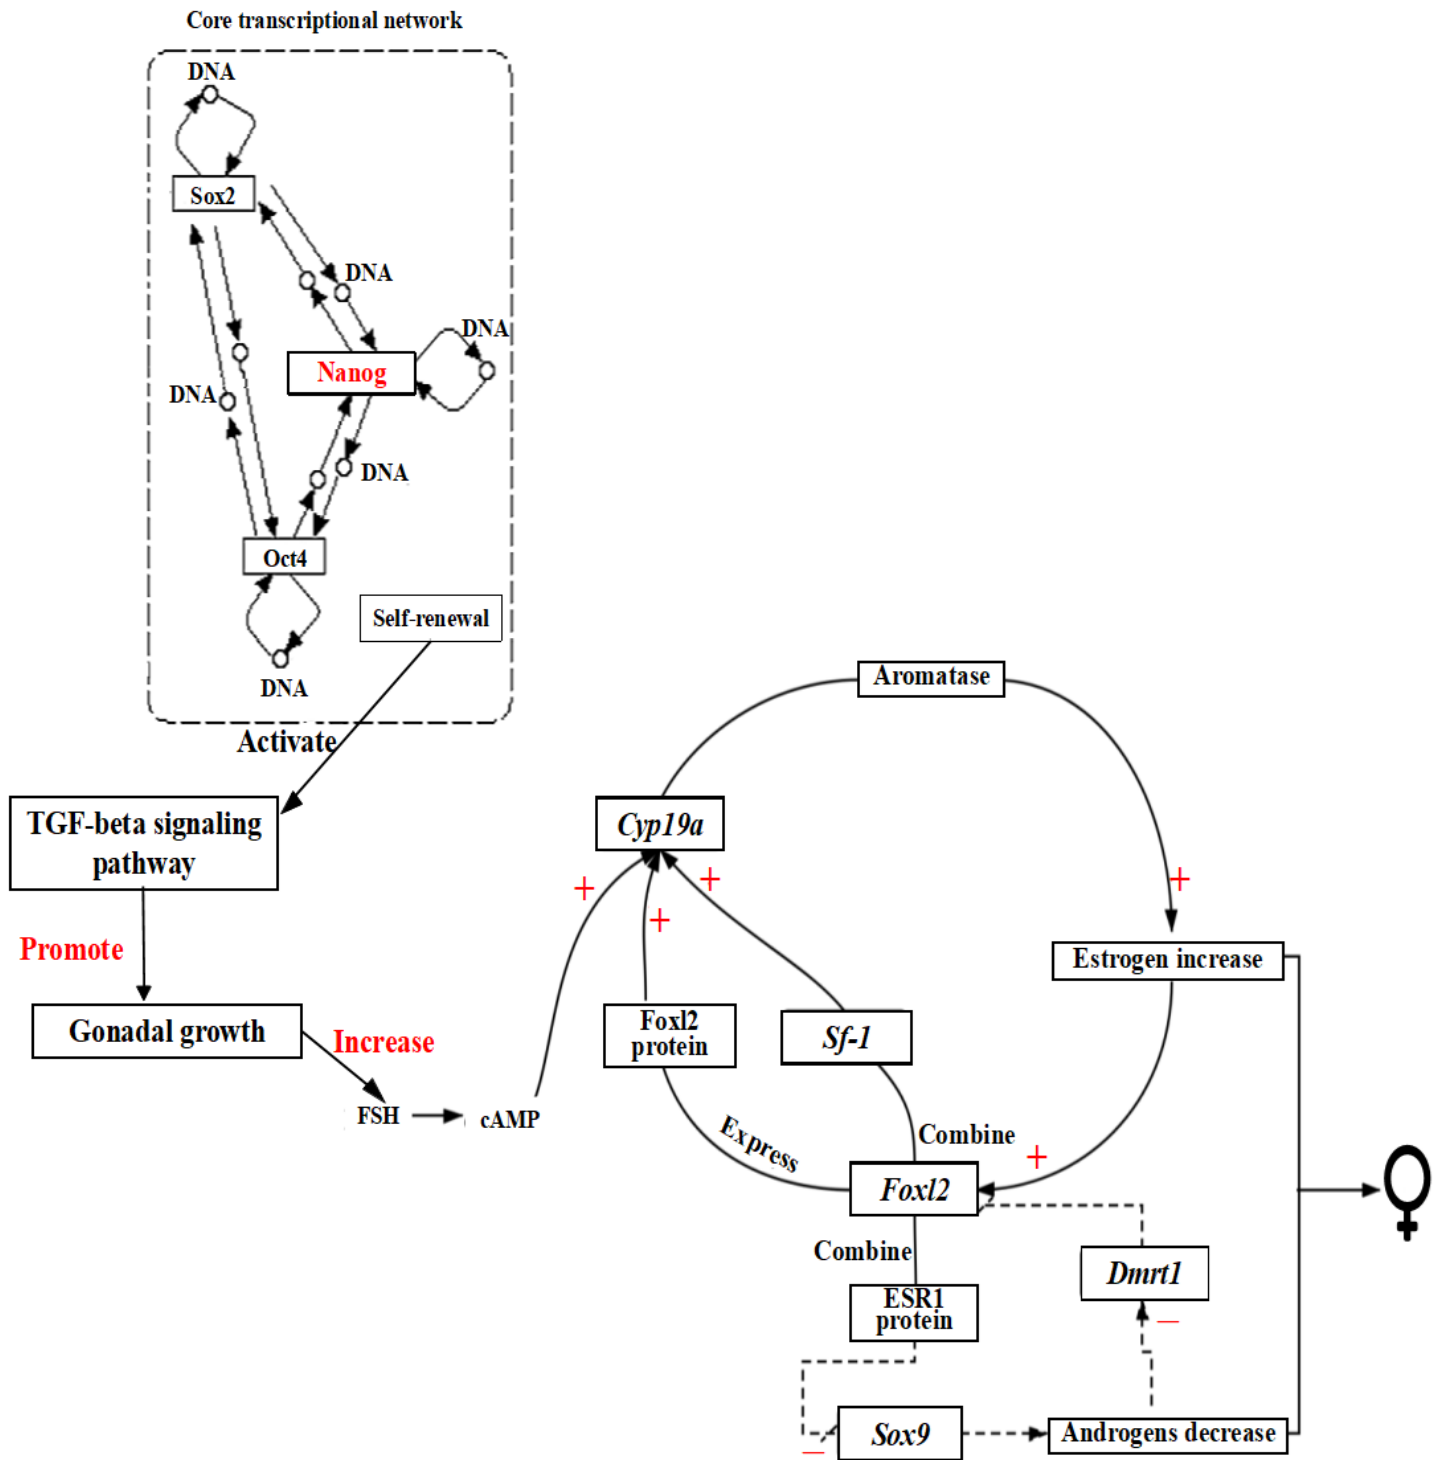 Core transcriptional network
DNA
Sox2
DNA
DNA
Nanog
DNA
DNA
Oct4
Self-renewal
DNA
Aromatase
Activate
TGF-beta signaling
pathway
Cyp19a
+
+
+
+
Promote
Estrogen increase
Gonadal growth
Increase
Foxl2
protein
Sf-1
FSH
cAMP
Express
Combine
+
Foxl2
Combine
Dmrt1
ESR1
protein
−
Sox9
−
Androgens decrease